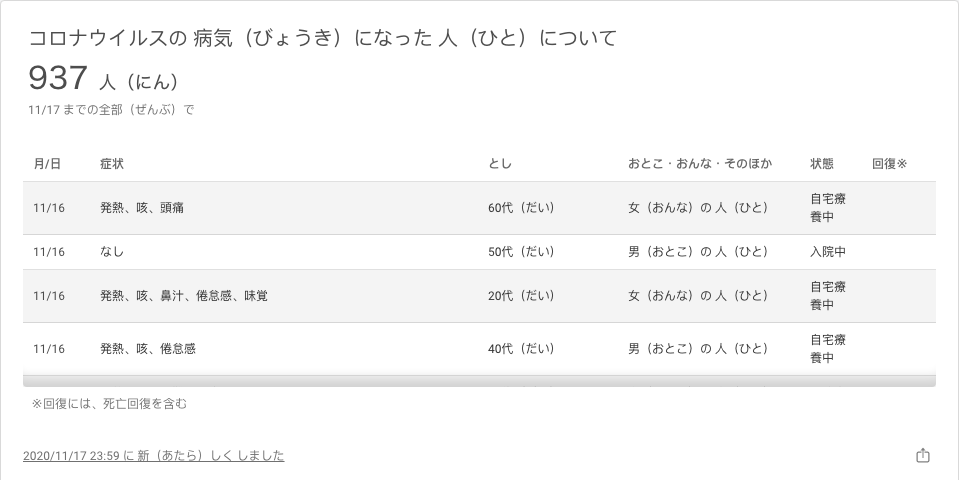 コロナウイルスの 病気（びょうき）になった 人（ひと）について
937 人（にん）
11/17 までの全部（ぜんぶ）で
月/日 症状 とし おとこ・おんな・そのほか 状態 回復※
11/16 発熱、咳、頭痛 60代（だい） 女（おんな）の 人（ひと） 自宅療
養中
11/16 なし 50代（だい） 男（おとこ）の 人（ひと） 入院中
11/16 発熱、咳、鼻汁、倦怠感、味覚 20代（だい） 女（おんな）の 人（ひと） 自宅療
養中
11/16 発熱、咳、倦怠感 40代（だい） 男（おとこ）の 人（ひと） 自宅療
養中
※回復には、死亡回復を含む
2020/11/17 23:59 に 新（あたら）しく しました